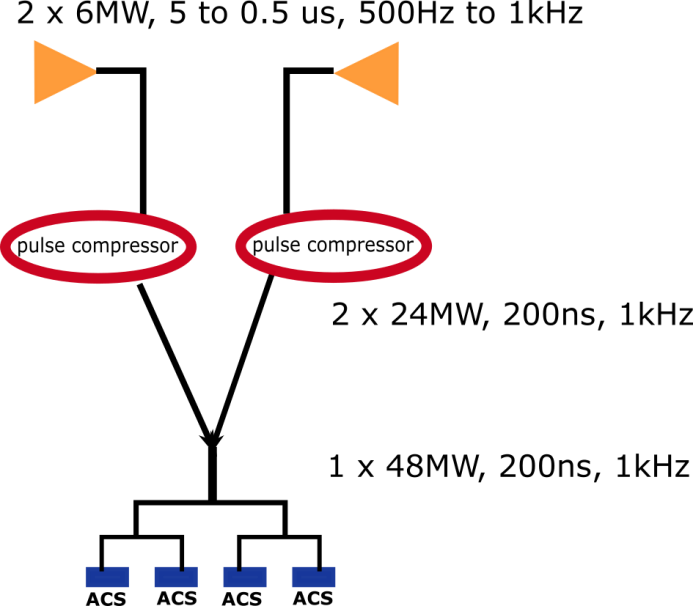 2 x 6MW, 5 to 0.5 us, 500Hz to 1kHz
pulse compressor
pulse compressor
2 x 24MW, 200ns, 1kHz
1 x 48MW, 200ns, 1kHz
ACS ACS ACS ACS